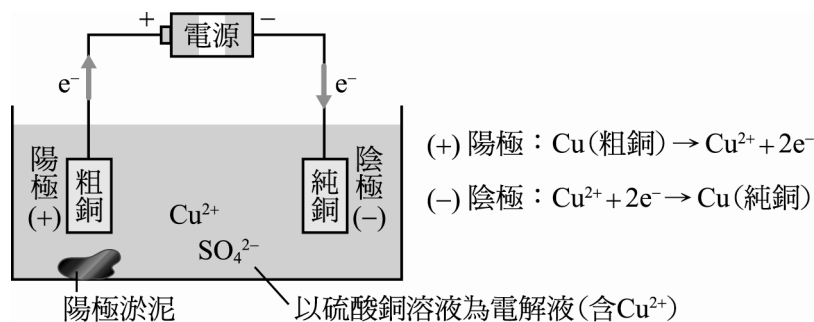 + 電源 −
e⁻ e⁻
陽極(+) 粗銅 純銅 陰極(−)
(+) 陽極：Cu(粗銅) → Cu²⁺ + 2e⁻
(−) 陰極：Cu²⁺ + 2e⁻ → Cu(純銅)
Cu²⁺
SO₄²⁻
陽極淤泥 以硫酸銅溶液為電解液(含Cu²⁺)